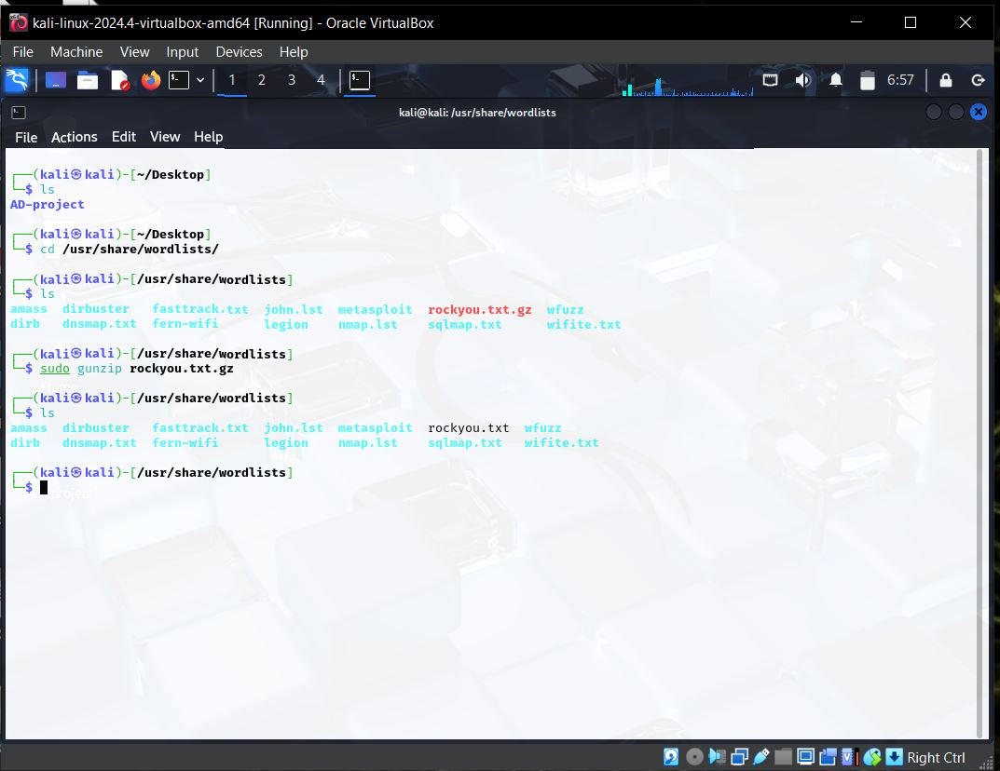 kali-linux-2024.4-virtualbox-amd64 [Running] - Oracle VirtualBox
File Machine View Input Devices Help
1 2 3 4 6:57
kali@kali: /usr/share/wordlists
File Actions Edit View Help
┌──(kali㉿kali)-[~/Desktop]
└─$ ls
AD-project
┌──(kali㉿kali)-[~/Desktop]
└─$ cd /usr/share/wordlists/
┌──(kali㉿kali)-[/usr/share/wordlists]
└─$ ls
amass dirbuster fasttrack.txt john.lst metasploit rockyou.txt.gz wfuzz
dirb dnsmap.txt fern-wifi legion nmap.lst sqlmap.txt wifite.txt
┌──(kali㉿kali)-[/usr/share/wordlists]
└─$ sudo gunzip rockyou.txt.gz
Home
┌──(kali㉿kali)-[/usr/share/wordlists]
└─$ ls
amass dirbuster fasttrack.txt john.lst metasploit rockyou.txt wfuzz
dirb dnsmap.txt fern-wifi legion nmap.lst sqlmap.txt wifite.txt
┌──(kali㉿kali)-[/usr/share/wordlists]
└─$
project
Right Ctrl